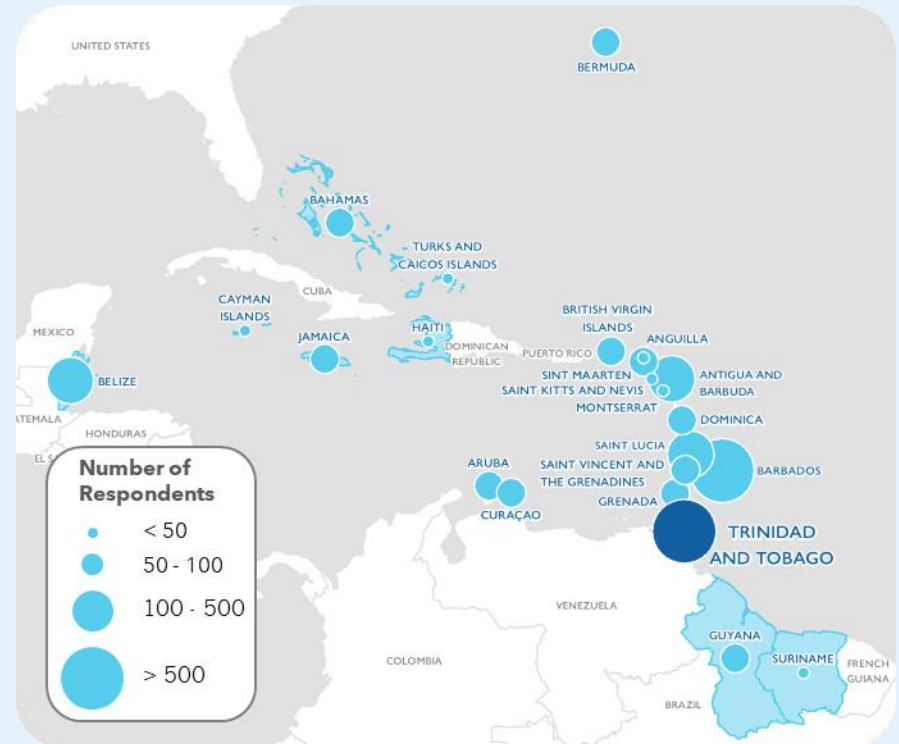 UNITED STATES
BERMUDA
BAHAMAS
TURKS AND
CAICOS ISLANDS
CUBA
CAYMAN
ISLANDS
MEXICO
JAMAICA
HAITI
DOMINICAN
REPUBLIC
PUERTO RICO
BRITISH VIRGIN
ISLANDS
ANGUILLA
SINT MAARTEN
SAINT KITTS AND NEVIS
ANTIGUA AND
BARBUDA
MONTSERRAT
BELIZE
ATEMALA
HONDURAS
EL S
DOMINICA
SAINT LUCIA
SAINT VINCENT AND
THE GRENADINES
BARBADOS
GRENADA
ARUBA
CURAÇAO
TRINIDAD
AND TOBAGO
VENEZUELA
COLOMBIA
GUYANA
SURINAME
FRENCH
GUIANA
BRAZIL
Number of
Respondents
< 50
50 - 100
100 - 500
> 500